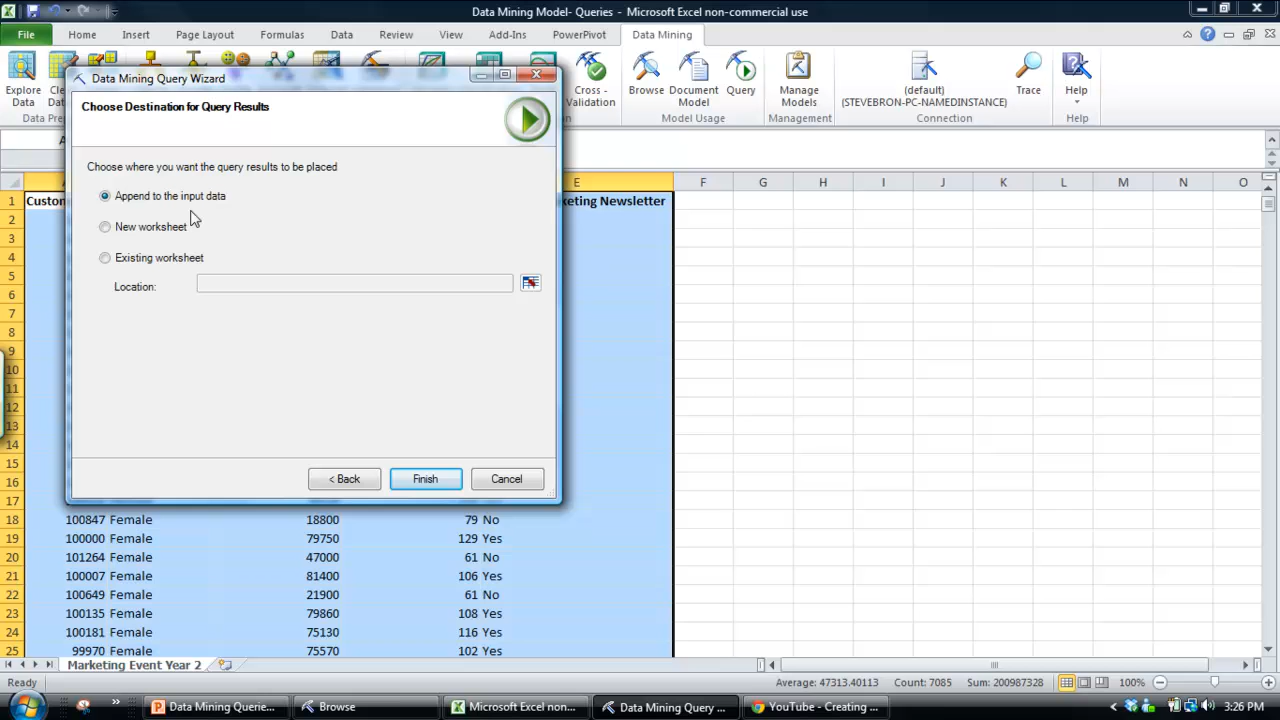 Data Mining Model- Queries - Microsoft Excel non-commercial use
File Home Insert Page Layout Formulas Data Review View Add-Ins PowerPivot Data Mining
Explore Data
Cross - Validation
Browse
Document Model
Query
Manage Models
(default)
(STEVEBRON-PC-NAMEDINSTANCE)
Trace
Help
Model Usage Management Connection Help
Data Mining Query Wizard
Choose Destination for Query Results
Choose where you want the query results to be placed
Append to the input data
New worksheet
Existing worksheet
Location:
< Back Finish Cancel
E F G H I J K L M N O
1
2
3
4
5
6
7
8
9
10
11
12
13
14
15
16
17
18 100847 Female 18800 79 No
19 100000 Female 79750 129 Yes
20 101264 Female 47000 61 No
21 100007 Female 81400 106 Yes
22 100649 Female 21900 61 No
23 100135 Female 79860 108 Yes
24 100181 Female 75130 116 Yes
25 99970 Female 75570 102 Yes
Marketing Event Year 2
Ready Average: 47313.40113 Count: 7085 Sum: 200987328 100%
Data Mining Querie... Browse Microsoft Excel non... Data Mining Query ... YouTube - Creating ... 3:26 PM